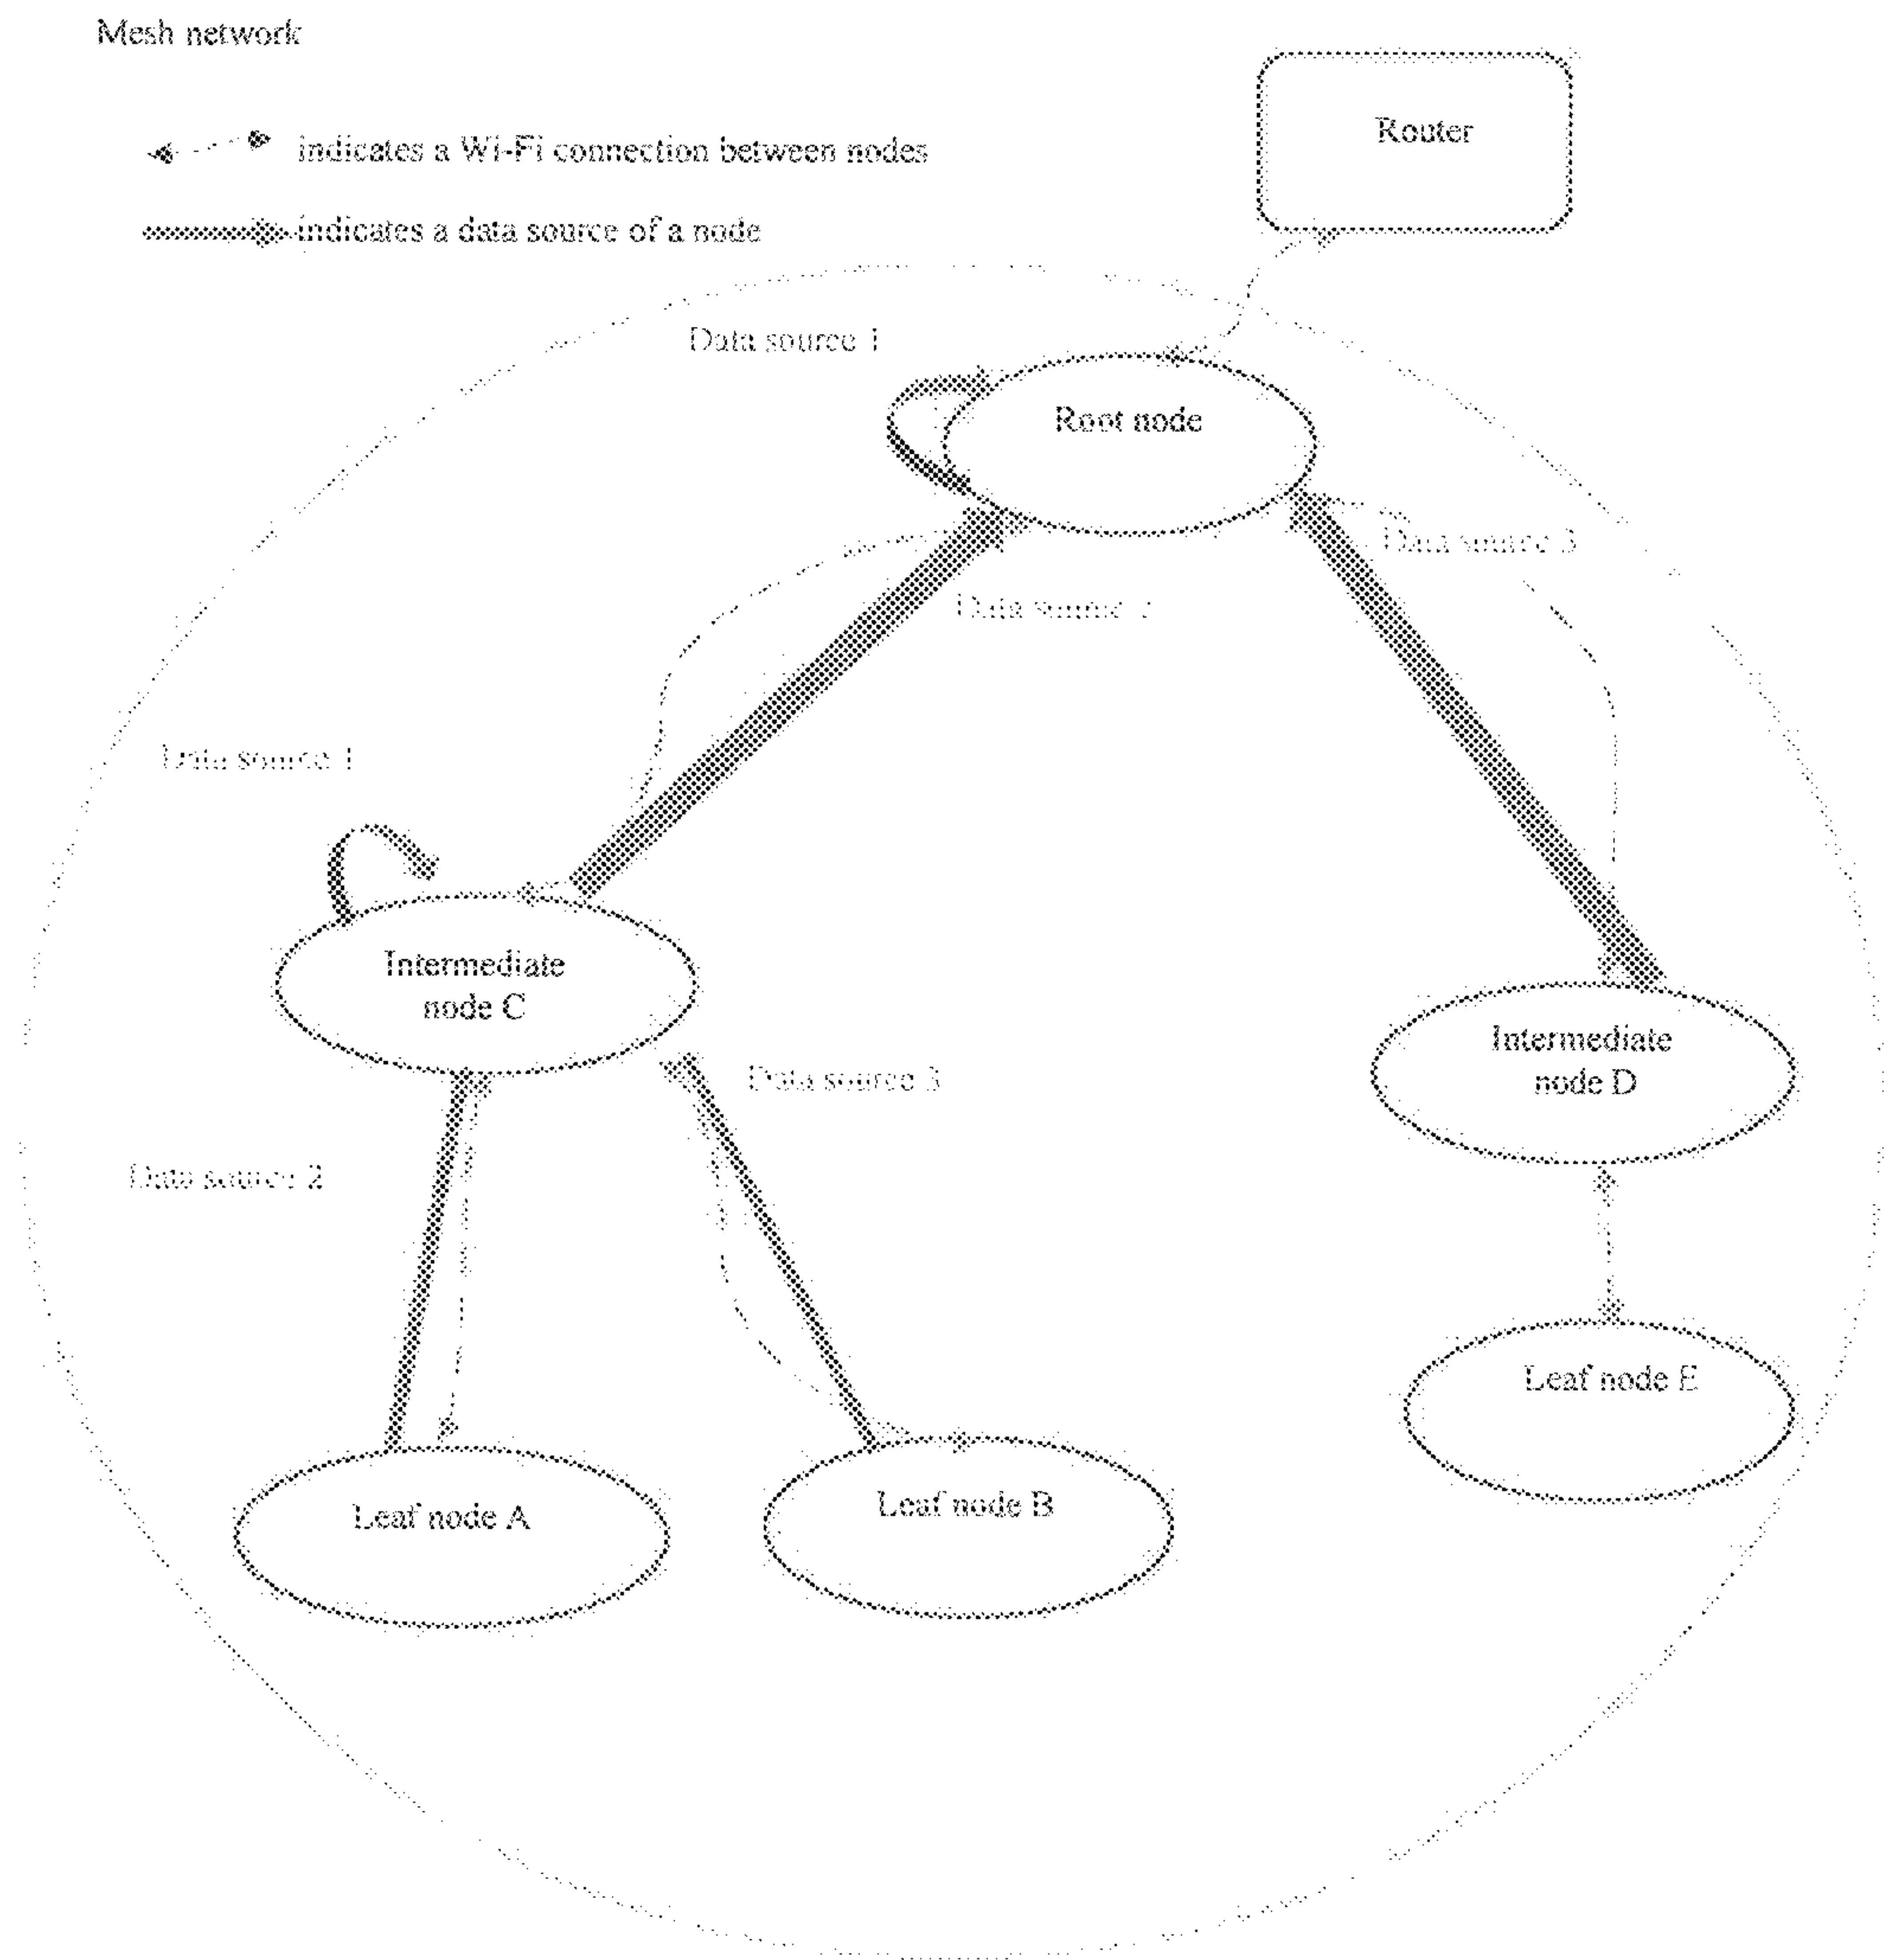 Mesh network
Router
indicates a Wi-Fi connection between nodes
indicates a data source of a node
Data source 1
Root node
Data source 3
Data source
Data source 1
Intermediate
node C
Intermediate
node D
Data source 3
Data source 2
Leaf node E
Leaf node B
Leaf node A